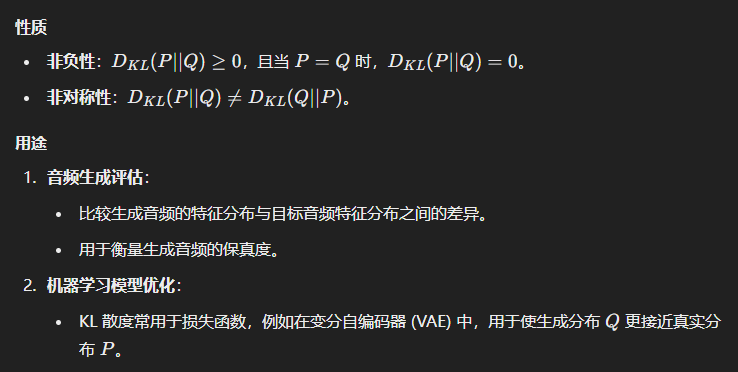 性质
• 非负性：$D_{KL}(P||Q) \geq 0$，且当 $P = Q$ 时，$D_{KL}(P||Q) = 0$。
• 非对称性：$D_{KL}(P||Q) \neq D_{KL}(Q||P)$。
用途
1. 音频生成评估：
• 比较生成音频的特征分布与目标音频特征分布之间的差异。
• 用于衡量生成音频的保真度。
2. 机器学习模型优化：
• KL 散度常用于损失函数，例如在变分自编码器 (VAE) 中，用于使生成分布 $Q$ 更接近真实分
布 $P$。